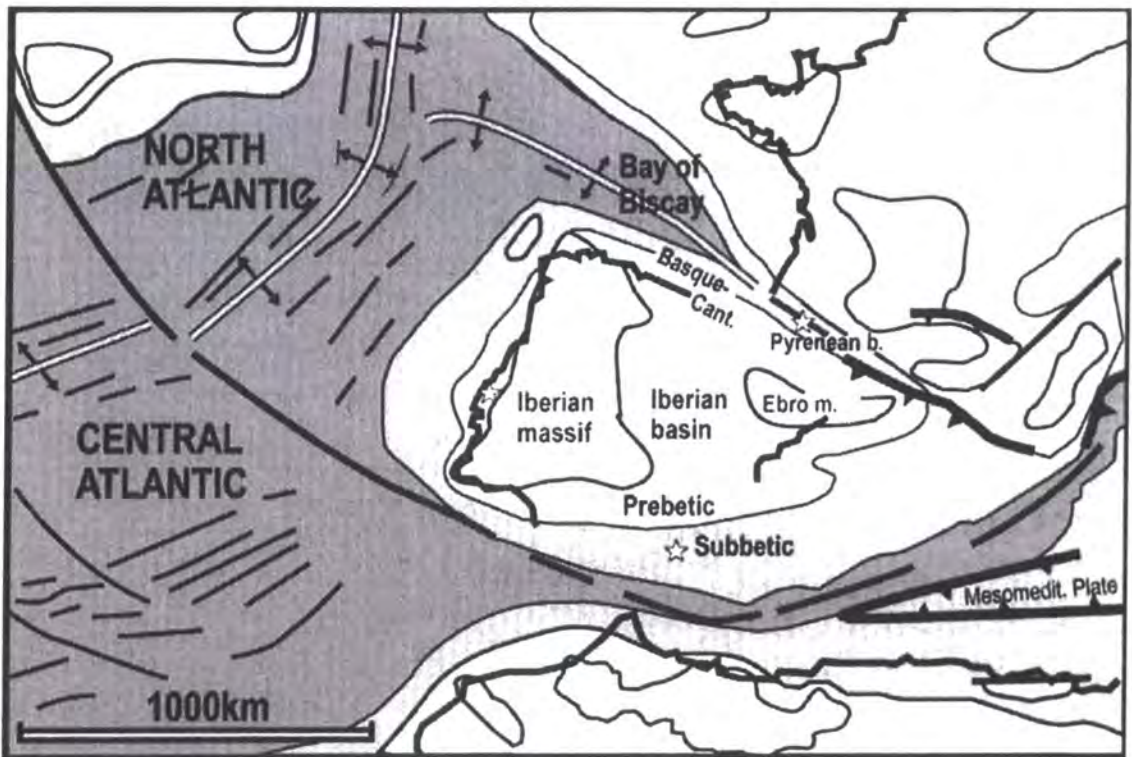 NORTH
ATLANTIC
Bay of
Biscay
Basque-
Cant.
Pyrenean b.
Iberian
massif
Iberian
basin
Ebro m.
CENTRAL
ATLANTIC
Prebetic
Subbetic
Mesomedit. Plate
1000km